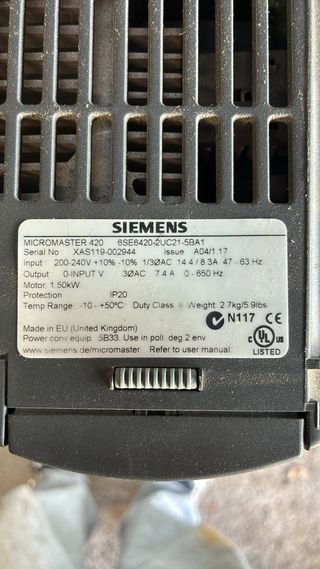 SIEMENS
MICROMASTER 420 6SE6420-2UC21-5BA1
Serial No XAS119-002944 Issue A04/1.17
Input : 200-240V +10% -10% 1/3ØAC 14.4 / 8.3A 47 - 63 Hz
Output : 0-INPUT V 3ØAC 7.4 A 0 - 650 Hz
Motor: 1.50kW
Protection IP20
Temp Range : -10 - +50°C Duty Class II Weight: 2.7kg/5.9lbs
N117 CE
Made in EU (United Kingdom)
Power conv.equip. 5B33. Use in poll. deg 2 env
c UL us
LISTED
www.siemens.de/micromaster Refer to user manual.